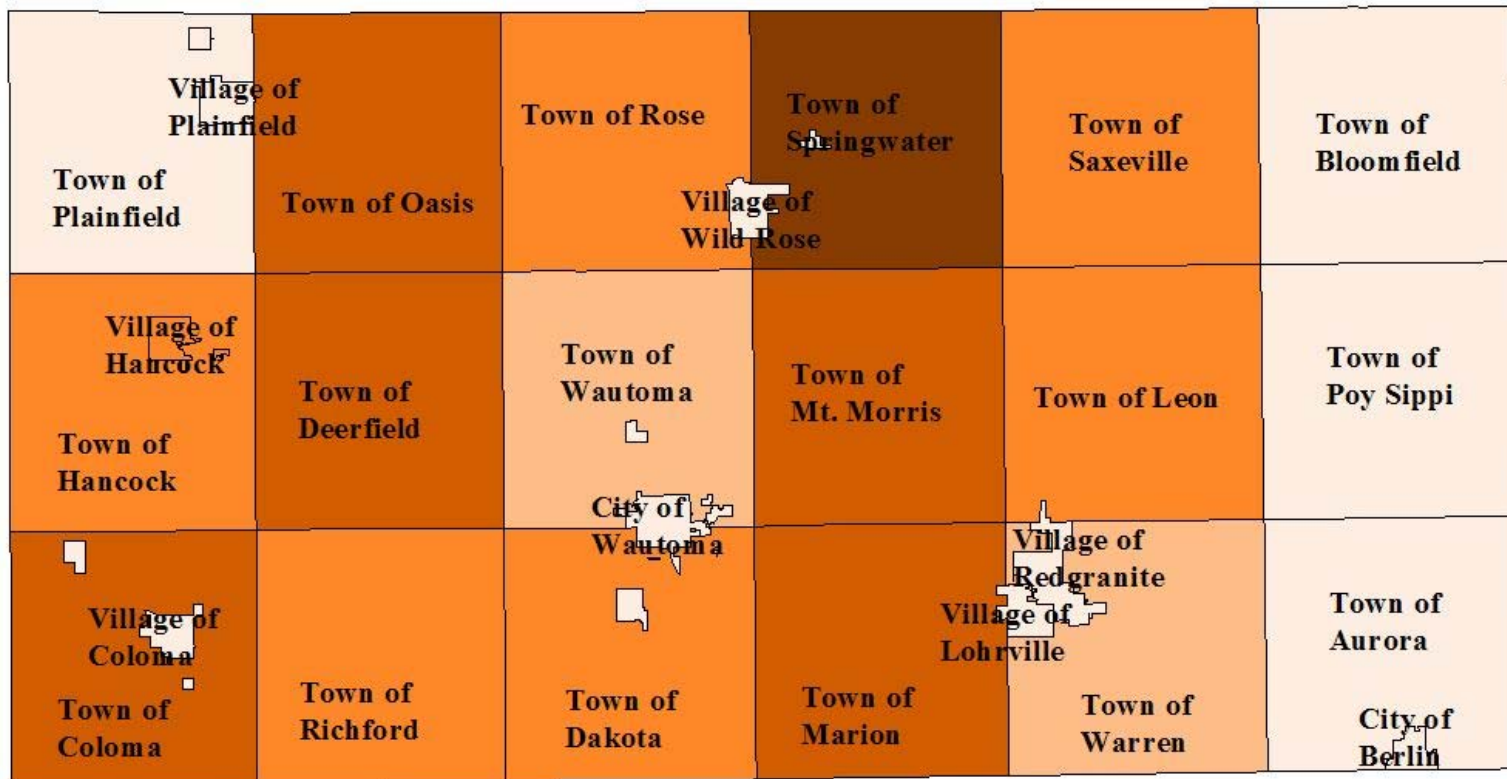 Village of
Plainfield
Town of
Plainfield
Town of Oasis
Town of Rose
Village of
Wild Rose
Town of
Springwater
Town of
Saxeville
Town of
Bloomfield
Village of
Hancock
Town of
Hancock
Town of
Deerfield
Town of
Wautoma
City of
Wautoma
Town of
Mt. Morris
Town of Leon
Town of
Poy Sippi
Village of
Coloma
Town of
Coloma
Town of
Richford
Town of
Dakota
Town of
Marion
Village of
Redgranite
Village of
Lohrville
Town of
Warren
Town of
Aurora
City of
Berlin